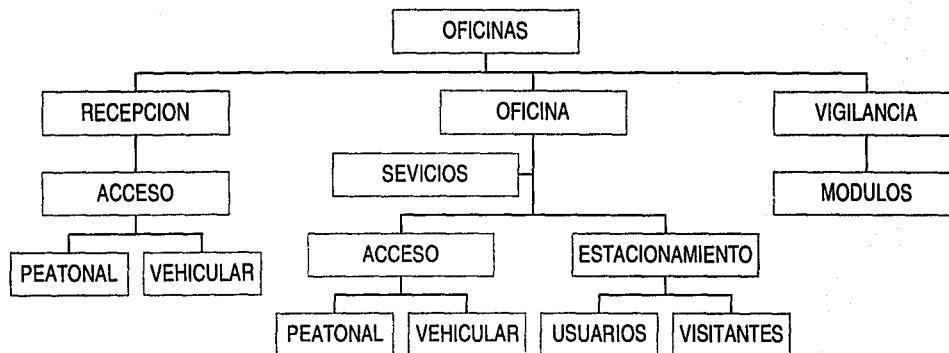 OFICINAS
RECEPCION
OFICINA
VIGILANCIA
SEVICIOS
ACCESO
MODULOS
ACCESO
ESTACIONAMIENTO
PEATONAL
VEHICULAR
PEATONAL
VEHICULAR
USUARIOS
VISITANTES